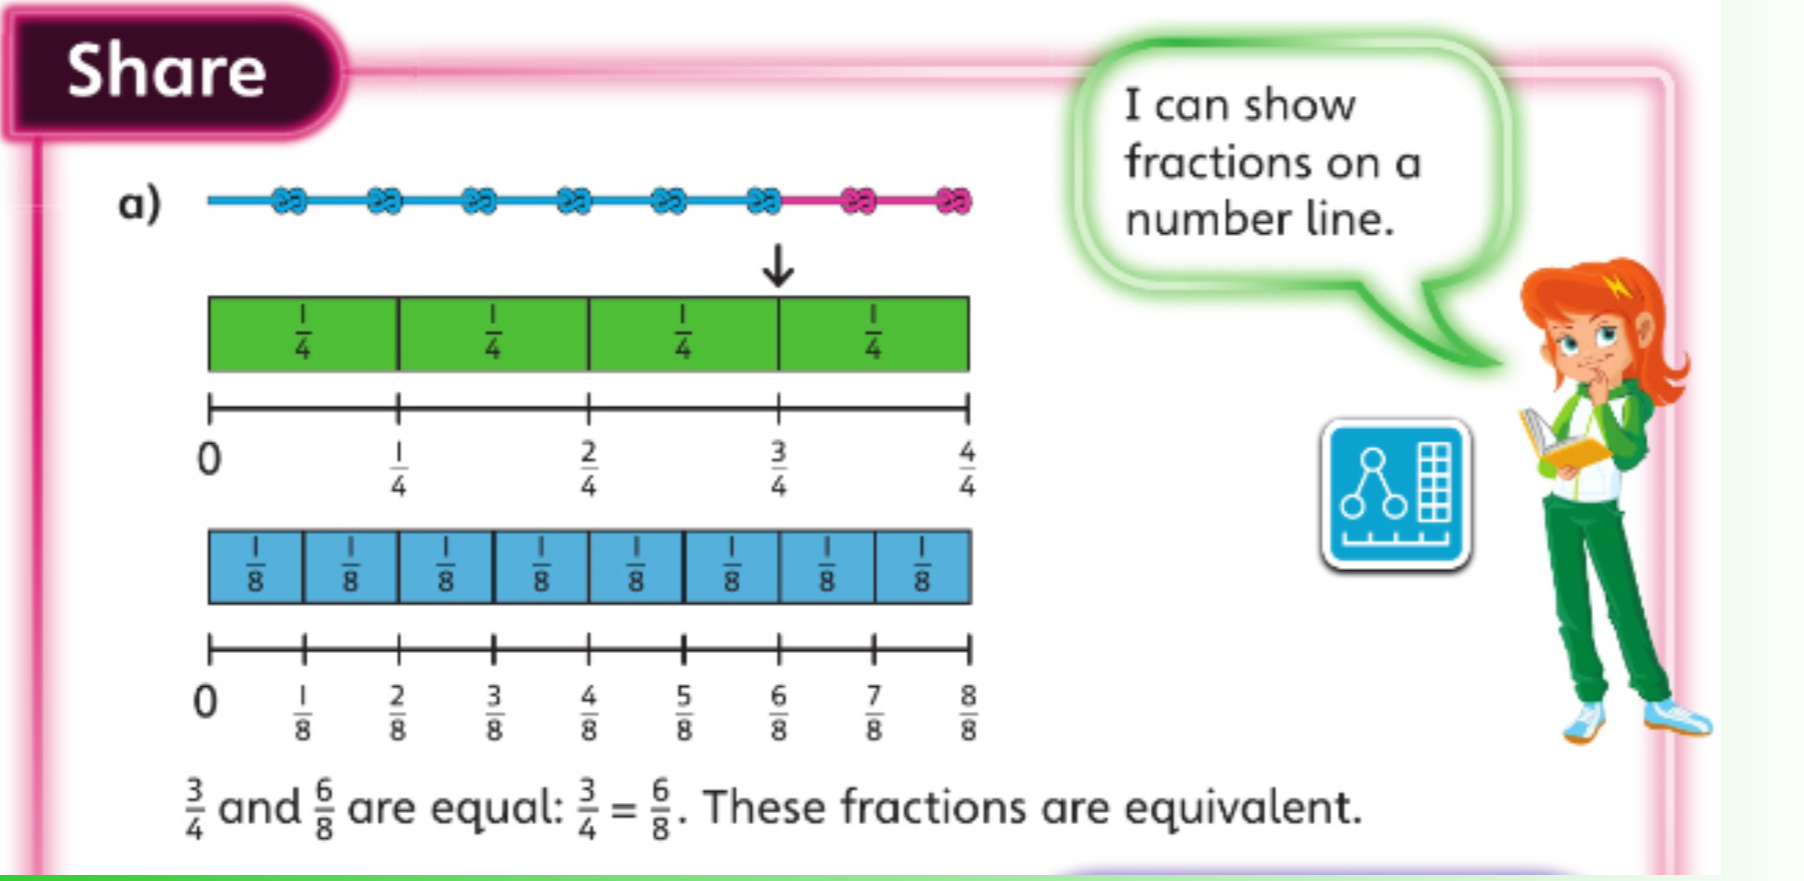 Share
I can show
fractions on a
number line.
a)
1/4 1/4 1/4 1/4
0 1/4 2/4 3/4 4/4
1/8 1/8 1/8 1/8 1/8 1/8 1/8 1/8
0 1/8 2/8 3/8 4/8 5/8 6/8 7/8 8/8
3/4 and 6/8 are equal: 3/4 = 6/8. These fractions are equivalent.